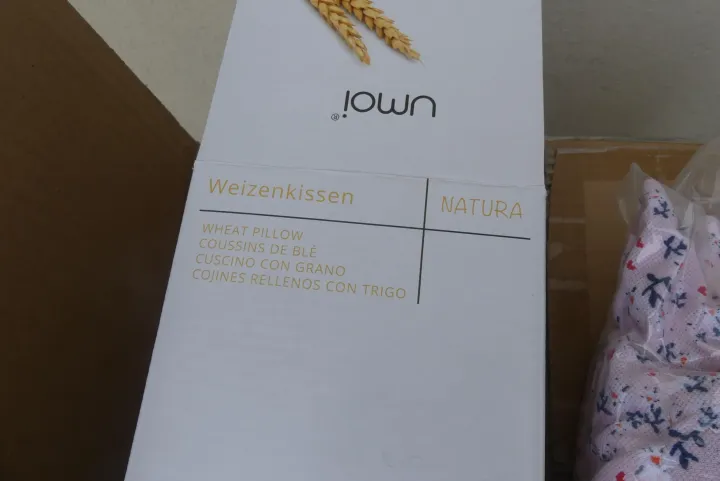 umoi®
Weizenkissen
NATURA
WHEAT PILLOW
COUSSINS DE BLÉ
CUSCINO CON GRANO
COJINES RELLENOS CON TRIGO